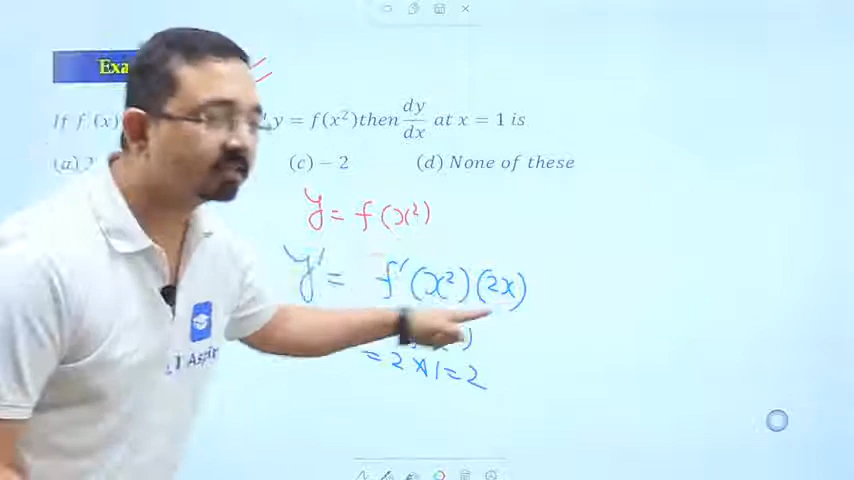 Exa
If f (x) y = f(x²) then dy/dx at x = 1 is
(a) 2 (c) − 2 (d) None of these
y = f(x²)
y' = f'(x²)(2x)
= 2 × 1 = 2
Aspir